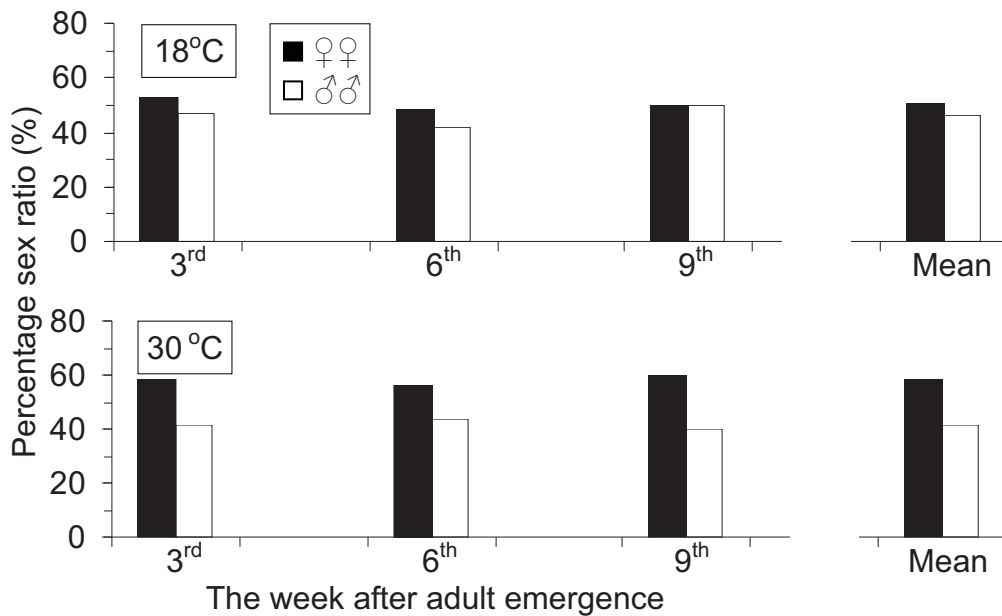 Percentage sex ratio (%)
80
60
40
20
0
18°C
♀♀
♂♂
3rd
6th
9th
Mean
80
60
40
20
0
30 °C
3rd
6th
9th
Mean
The week after adult emergence